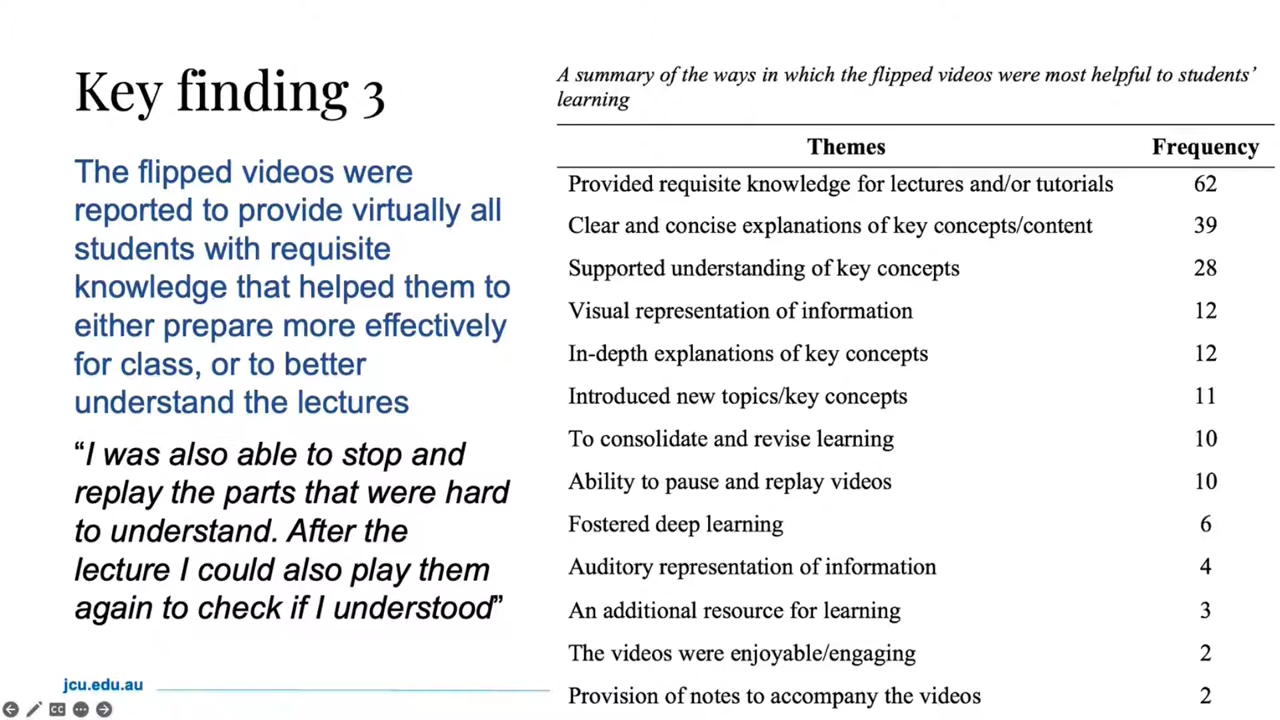 Key finding 3
The flipped videos were
reported to provide virtually all
students with requisite
knowledge that helped them to
either prepare more effectively
for class, or to better
understand the lectures
“I was also able to stop and
replay the parts that were hard
to understand. After the
lecture I could also play them
again to check if I understood”
jcu.edu.au
CC
A summary of the ways in which the flipped videos were most helpful to students’
learning
Themes Frequency
Provided requisite knowledge for lectures and/or tutorials 62
Clear and concise explanations of key concepts/content 39
Supported understanding of key concepts 28
Visual representation of information 12
In-depth explanations of key concepts 12
Introduced new topics/key concepts 11
To consolidate and revise learning 10
Ability to pause and replay videos 10
Fostered deep learning 6
Auditory representation of information 4
An additional resource for learning 3
The videos were enjoyable/engaging 2
Provision of notes to accompany the videos 2